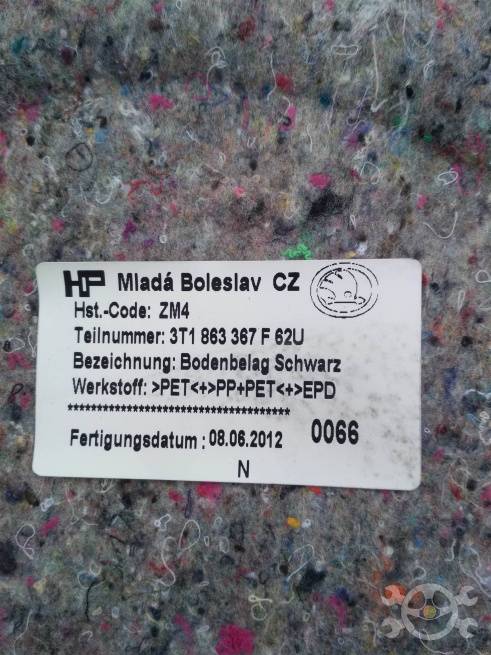 HP Mladá Boleslav CZ
Hst.-Code: ZM4
Teilnummer: 3T1 863 367 F 62U
Bezeichnung: Bodenbelag Schwarz
Werkstoff: >PET<+>PP+PET<+>EPD
**************************************
Fertigungsdatum : 08.06.2012 0066
N